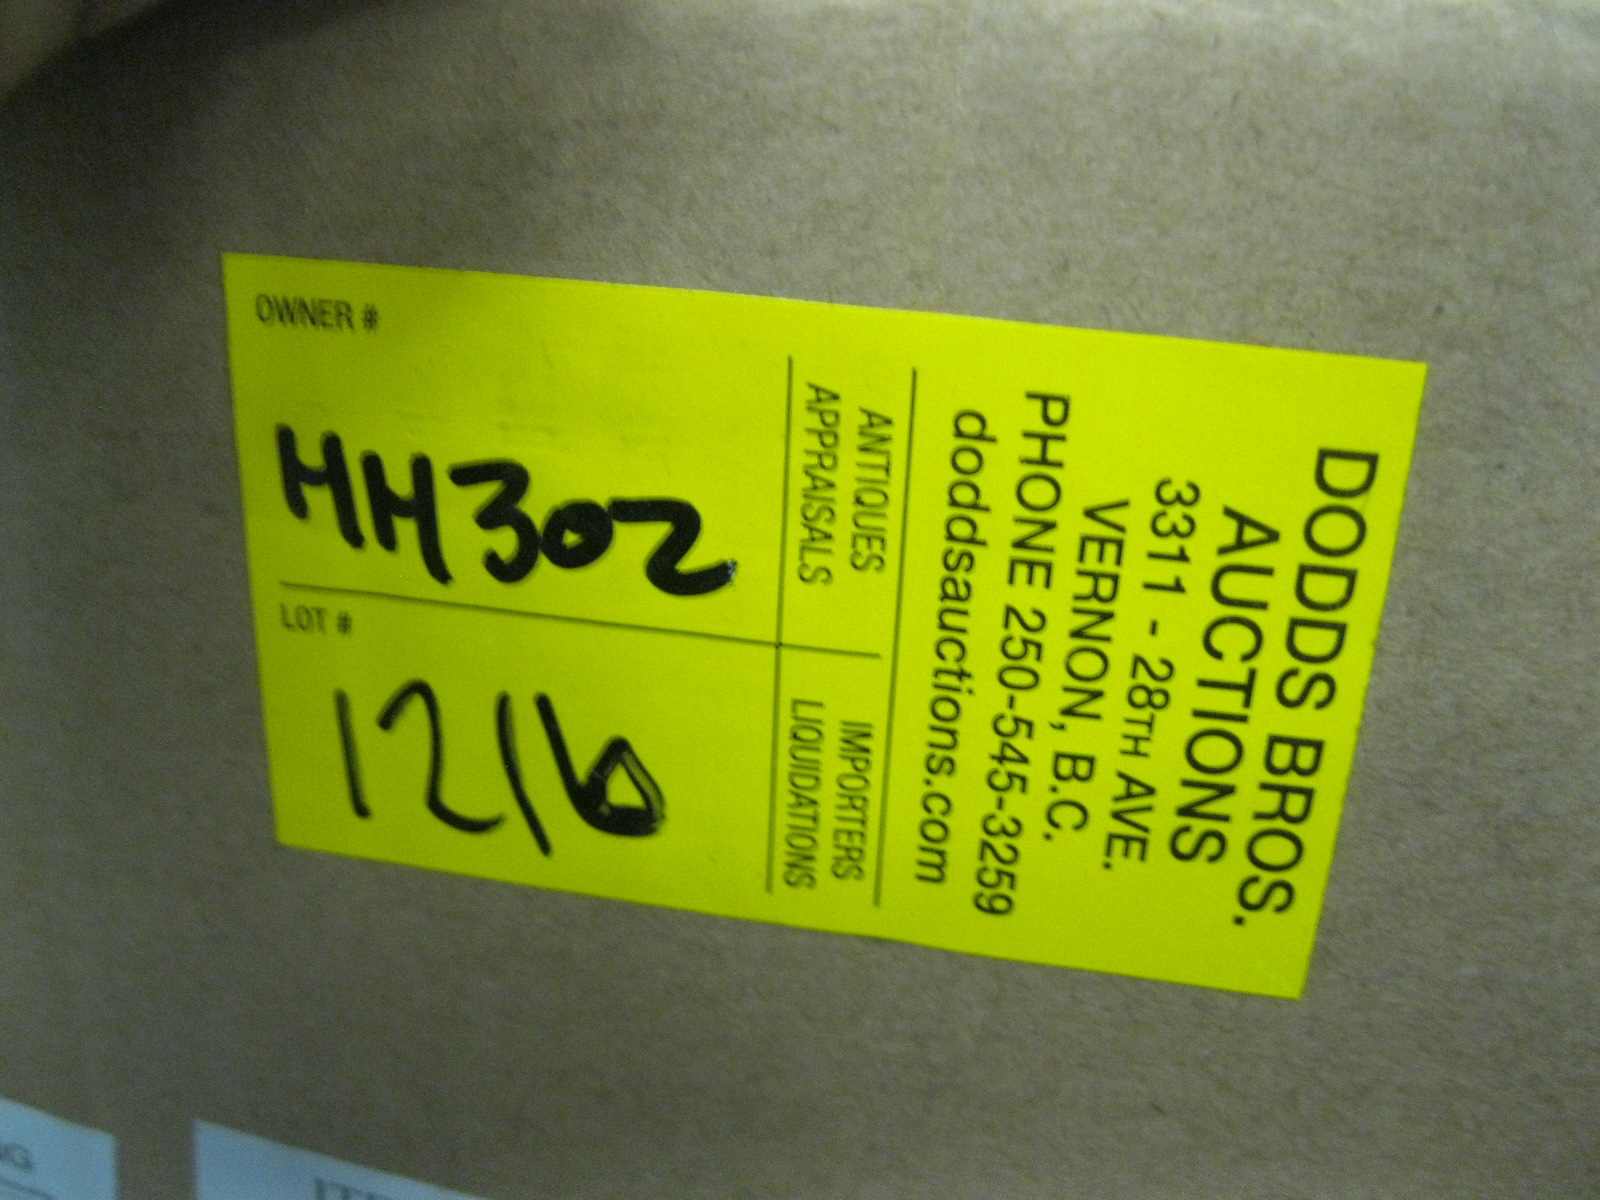 DODDS BROS.
AUCTIONS
3311 - 28TH AVE.
VERNON, B.C.
PHONE 250-545-3259
doddsauctions.com
ANTIQUES
APPRAISALS
IMPORTERS
LIQUIDATIONS
OWNER #
HH302
LOT #
1216